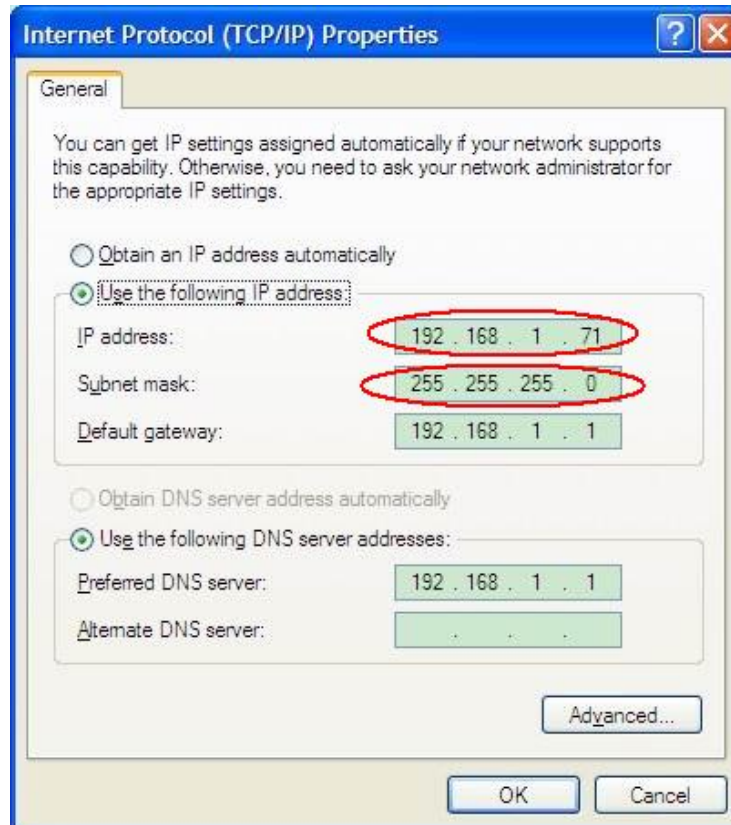 Internet Protocol (TCP/IP) Properties
General
You can get IP settings assigned automatically if your network supports
this capability. Otherwise, you need to ask your network administrator for
the appropriate IP settings.
Obtain an IP address automatically
Use the following IP address:
IP address: 192 . 168 . 1 . 71
Subnet mask: 255 . 255 . 255 . 0
Default gateway: 192 . 168 . 1 . 1
Obtain DNS server address automatically
Use the following DNS server addresses:
Preferred DNS server: 192 . 168 . 1 . 1
Alternate DNS server: . . .
Advanced...
OK Cancel